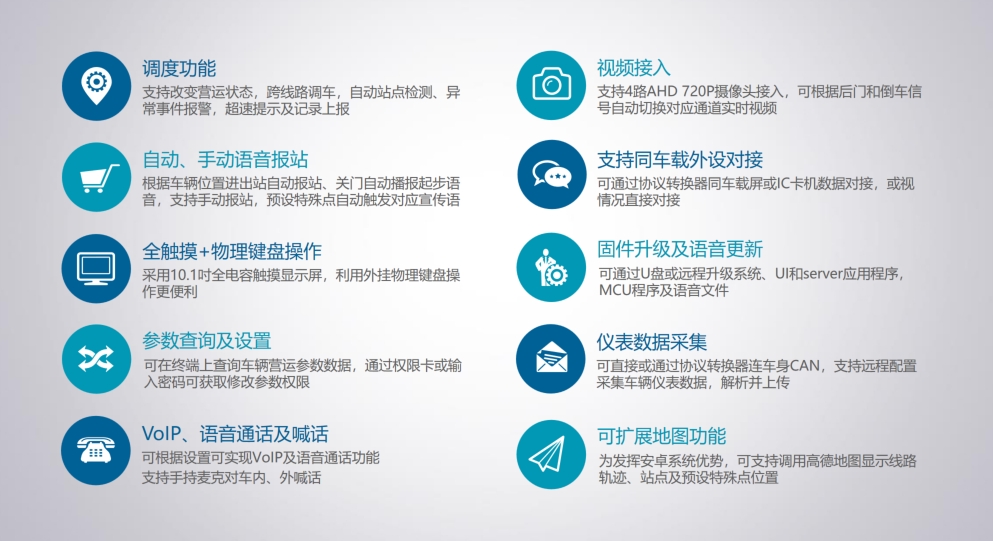 调度功能
支持改变营运状态，跨线路调车，自动站点检测、异
常事件报警，超速提示及记录上报
自动、手动语音报站
根据车辆位置进出站自动报站、关门自动播报起步语
音，支持手动报站，预设特殊点自动触发对应宣传语
全触摸+物理键盘操作
采用10.1吋全电容触摸显示屏，利用外挂物理键盘操
作更便利
参数查询及设置
可在终端上查询车辆营运参数数据，通过权限卡或输
入密码可获取修改参数权限
VoIP、语音通话及喊话
可根据设置可实现VoIP及语音通话功能
支持手持麦克对车内、外喊话
视频接入
支持4路AHD 720P摄像头接入，可根据后门和倒车信
号自动切换对应通道实时视频
支持同车载外设对接
可通过协议转换器同车载屏或IC卡机数据对接，或视
情况直接对接
固件升级及语音更新
可通过U盘或远程升级系统、UI和server应用程序，
MCU程序及语音文件
仪表数据采集
可直接或通过协议转换器连车身CAN，支持远程配置
采集车辆仪表数据，解析并上传
可扩展地图功能
为发挥安卓系统优势，可支持调用高德地图显示线路
轨迹、站点及预设特殊点位置